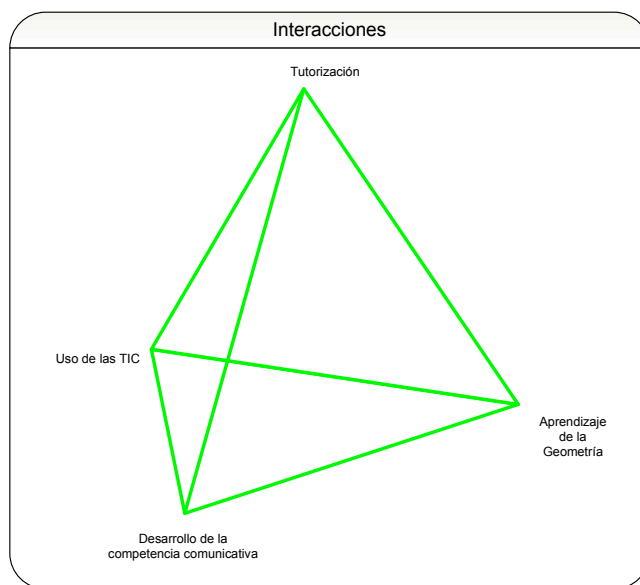 Interacciones
Tutorización
Uso de las TIC
Aprendizaje
de la
Geometría
Desarrollo de la
competencia comunicativa